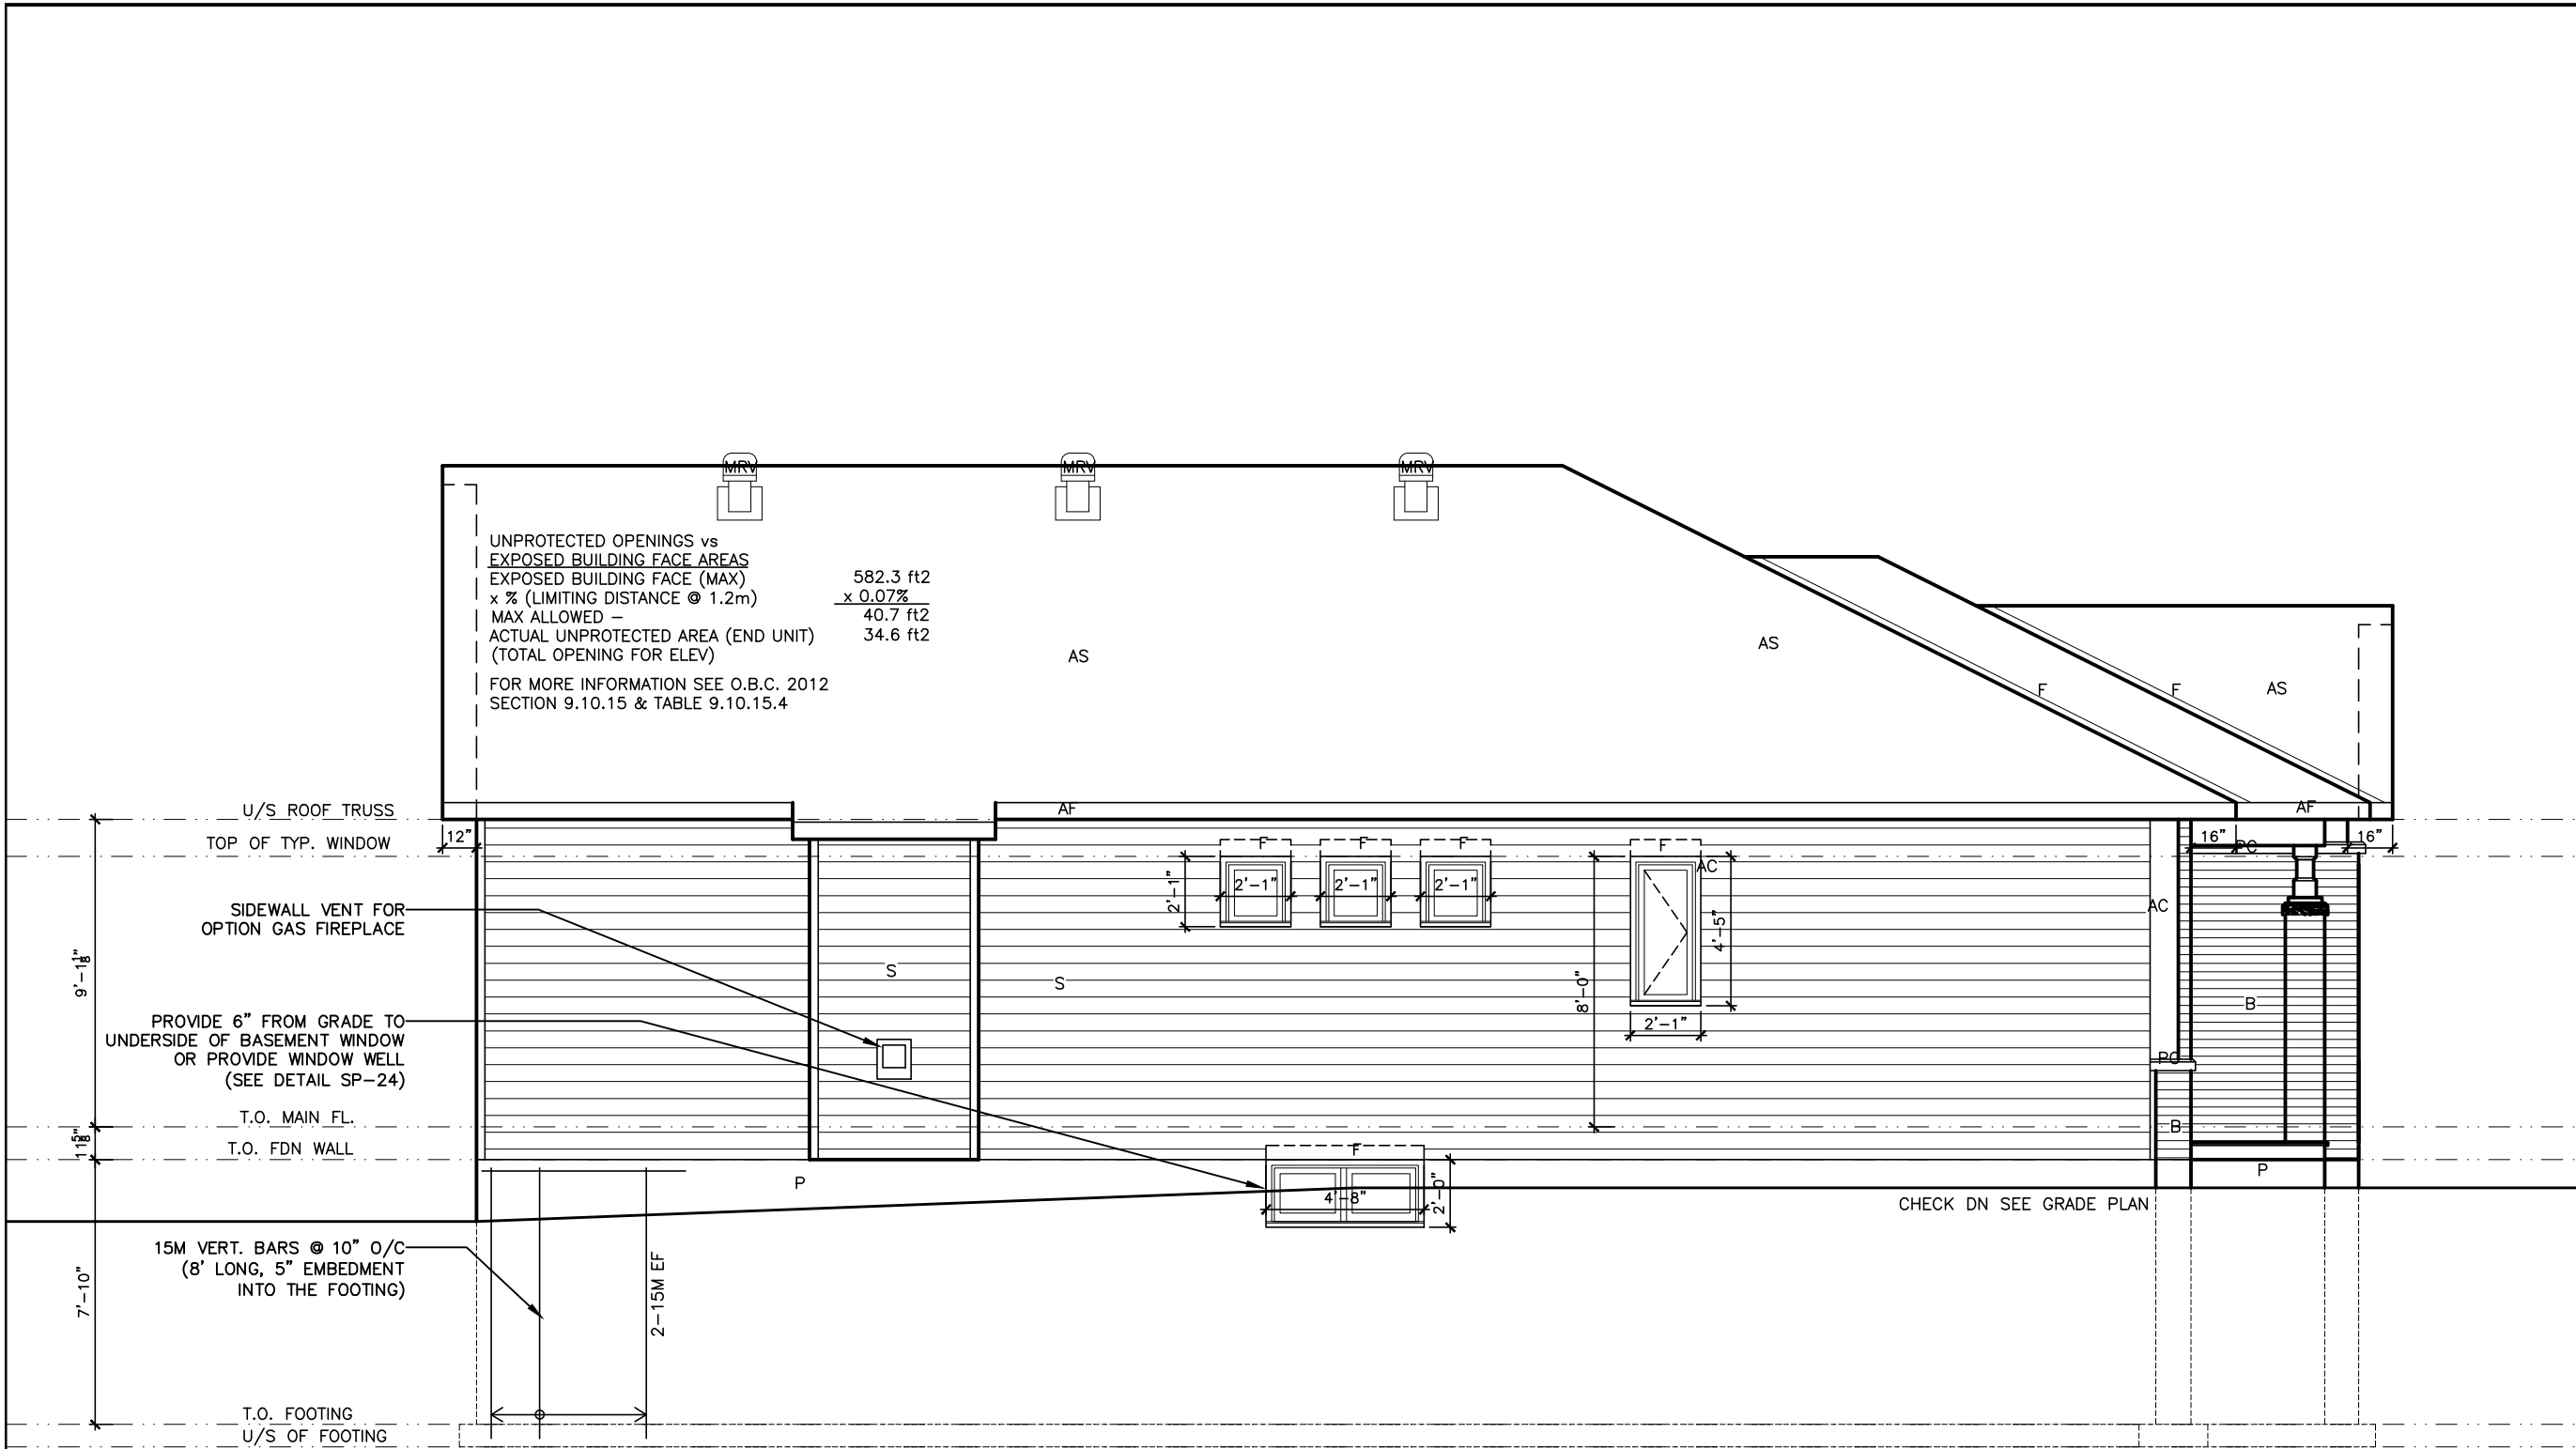 MRV
MRV
MRV
UNPROTECTED OPENINGS vs
EXPOSED BUILDING FACE AREAS
EXPOSED BUILDING FACE (MAX) 582.3 ft2
x % (LIMITING DISTANCE @ 1.2m) x 0.07%
MAX ALLOWED – 40.7 ft2
ACTUAL UNPROTECTED AREA (END UNIT) 34.6 ft2
(TOTAL OPENING FOR ELEV)
FOR MORE INFORMATION SEE O.B.C. 2012
SECTION 9.10.15 & TABLE 9.10.15.4
AS
AS
F
F
AS
U/S ROOF TRUSS
AF
AF
TOP OF TYP. WINDOW
12"
F
F
F
F
16"
PC
16"
2'-1"
2'-1"
2'-1"
2'-1"
AC
AC
4'-5"
SIDEWALL VENT FOR
OPTION GAS FIREPLACE
9'-1 1/8"
S
S
8'-0"
2'-1"
B
PROVIDE 6" FROM GRADE TO
UNDERSIDE OF BASEMENT WINDOW
OR PROVIDE WINDOW WELL
(SEE DETAIL SP-24)
PC
T.O. MAIN FL.
B
T.O. FDN WALL
F
P
P
4'-8"
2'-0"
CHECK DN SEE GRADE PLAN
15M VERT. BARS @ 10" O/C
(8' LONG, 5" EMBEDMENT
INTO THE FOOTING)
7'-10"
2-15M EF
T.O. FOOTING
U/S OF FOOTING